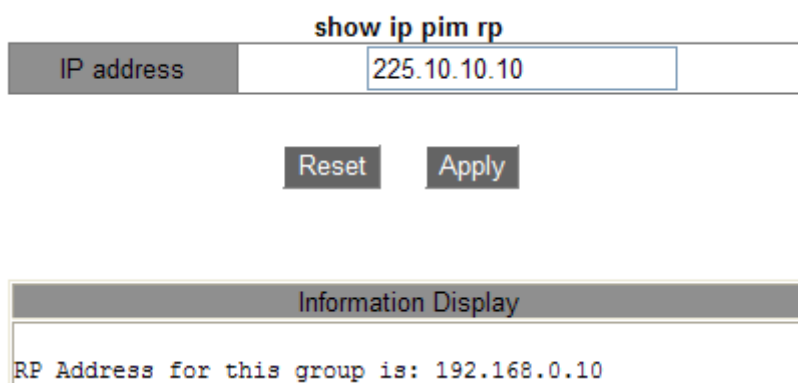 show ip pim rp
IP address 225.10.10.10
Reset Apply
Information Display
RP Address for this group is: 192.168.0.10